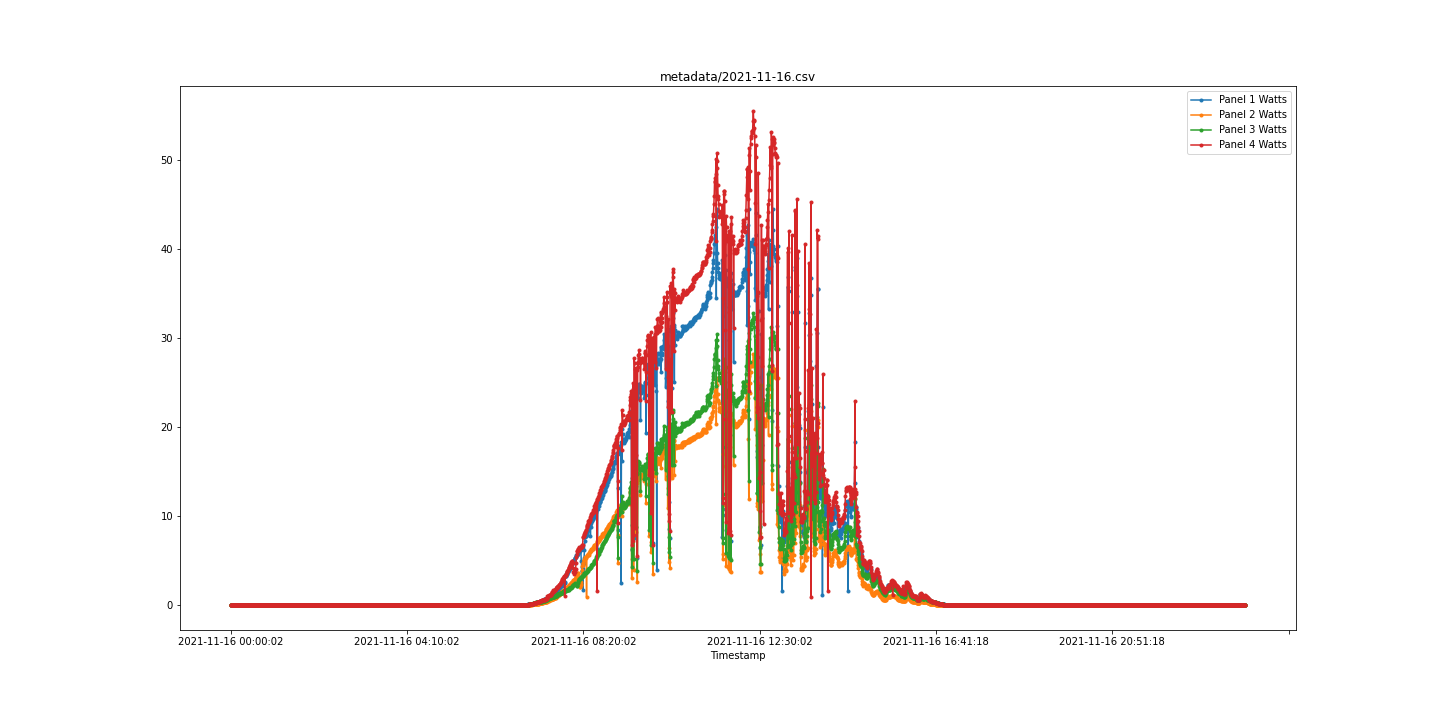 metadata/2021-11-16.csv
Panel 1 Watts
Panel 2 Watts
Panel 3 Watts
Panel 4 Watts
50
40
30
20
10
0
2021-11-16 00:00:02 2021-11-16 04:10:02 2021-11-16 08:20:02 2021-11-16 12:30:02 2021-11-16 16:41:18 2021-11-16 20:51:18
Timestamp